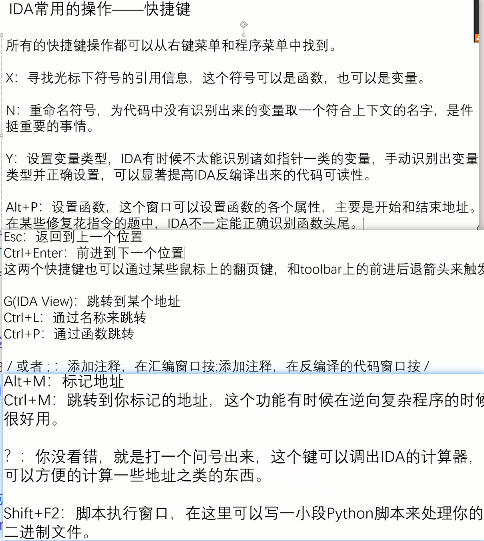 IDA常用的操作——快捷键
所有的快捷键操作都可以从右键菜单和程序菜单中找到。
X：寻找光标下符号的引用信息，这个符号可以是函数，也可以是变量。
N：重命名符号，为代码中没有识别出来的变量取一个符合上下文的名字，是件
挺重要的事情。
Y：设置变量类型，IDA有时候不太能识别诸如指针一类的变量，手动识别出变量
类型并正确设置，可以显著提高IDA反编译出来的代码可读性。
Alt+P：设置函数，这个窗口可以设置函数的各个属性，主要是开始和结束地址。
在某些修复花指令的题中，IDA不一定能正确识别函数头尾。
Esc：返回到上一个位置
Ctrl+Enter：前进到下一个位置
这两个快捷键也可以通过某些鼠标上的翻页键，和toolbar上的前进后退箭头来触发
G(IDA View)：跳转到某个地址
Ctrl+L：通过名称来跳转
Ctrl+P：通过函数跳转
/ 或者 ;：添加注释，在汇编窗口按;添加注释，在反编译的代码窗口按 /
Alt+M：标记地址
Ctrl+M：跳转到你标记的地址，这个功能有时候在逆向复杂程序的时候
很好用。
？：你没看错，就是打一个问号出来，这个键可以调出IDA的计算器，
可以方便的计算一些地址之类的东西。
Shift+F2：脚本执行窗口，在这里可以写一小段Python脚本来处理你的
二进制文件。